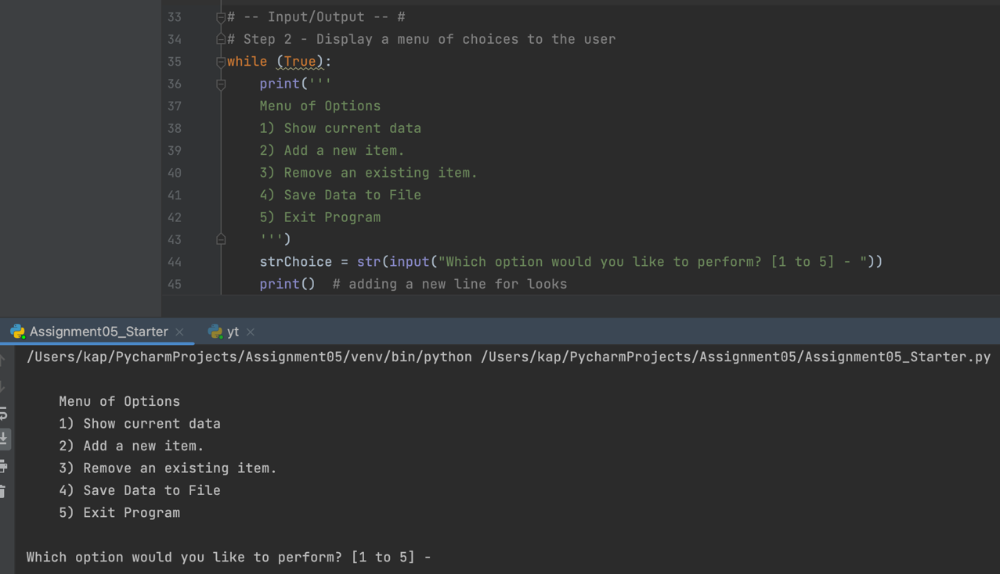 33 # -- Input/Output -- #
34 # Step 2 - Display a menu of choices to the user
35 while (True):
36     print('''
37     Menu of Options
38     1) Show current data
39     2) Add a new item.
40     3) Remove an existing item.
41     4) Save Data to File
42     5) Exit Program
43     ''')
44     strChoice = str(input("Which option would you like to perform? [1 to 5] - "))
45     print()  # adding a new line for looks
Assignment05_Starter × yt ×
/Users/kap/PycharmProjects/Assignment05/venv/bin/python /Users/kap/PycharmProjects/Assignment05/Assignment05_Starter.py
    Menu of Options
    1) Show current data
    2) Add a new item.
    3) Remove an existing item.
    4) Save Data to File
    5) Exit Program
Which option would you like to perform? [1 to 5] -